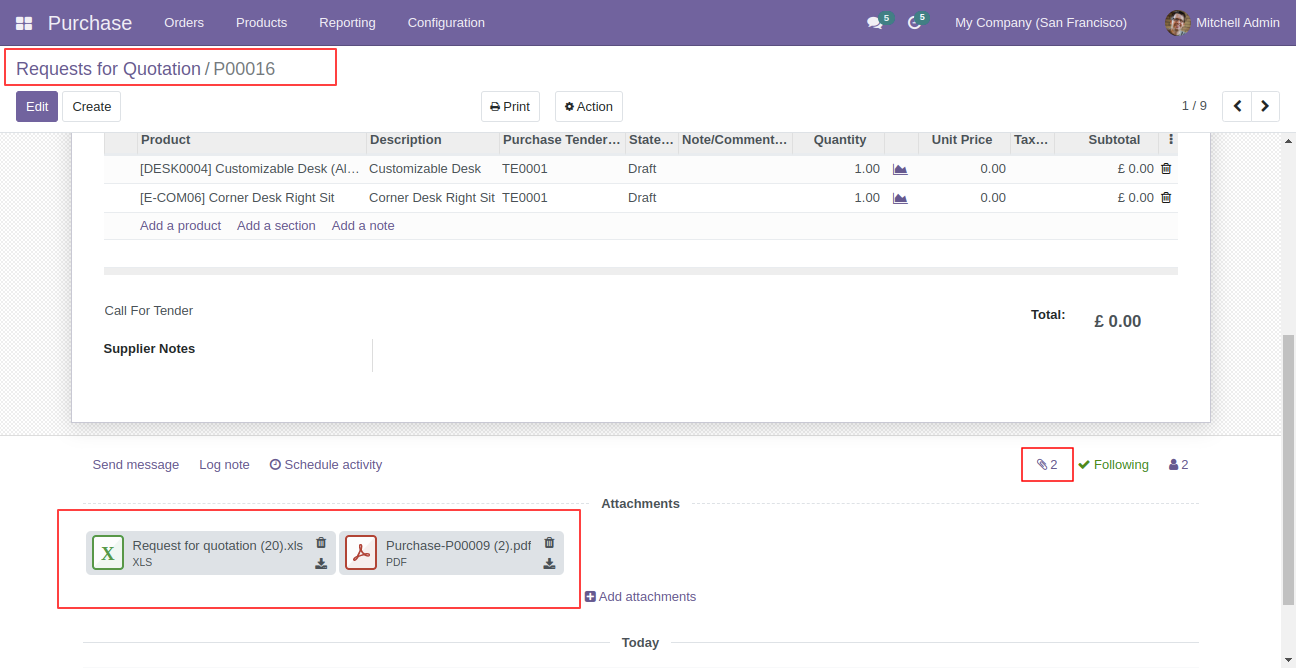 Purchase Orders Products Reporting Configuration 5 5 My Company (San Francisco) Mitchell Admin
Requests for Quotation / P00016
Edit Create Print Action 1 / 9
Product Description Purchase Tender... State... Note/Comment... Quantity Unit Price Tax... Subtotal
[DESK0004] Customizable Desk (Al... Customizable Desk TE0001 Draft 1.00 0.00 £ 0.00
[E-COM06] Corner Desk Right Sit Corner Desk Right Sit TE0001 Draft 1.00 0.00 £ 0.00
Add a product Add a section Add a note
Call For Tender
Total: £ 0.00
Supplier Notes
Send message Log note Schedule activity 2 Following 2
Attachments
X Request for quotation (20).xls Purchase-P00009 (2).pdf
XLS PDF
Add attachments
Today